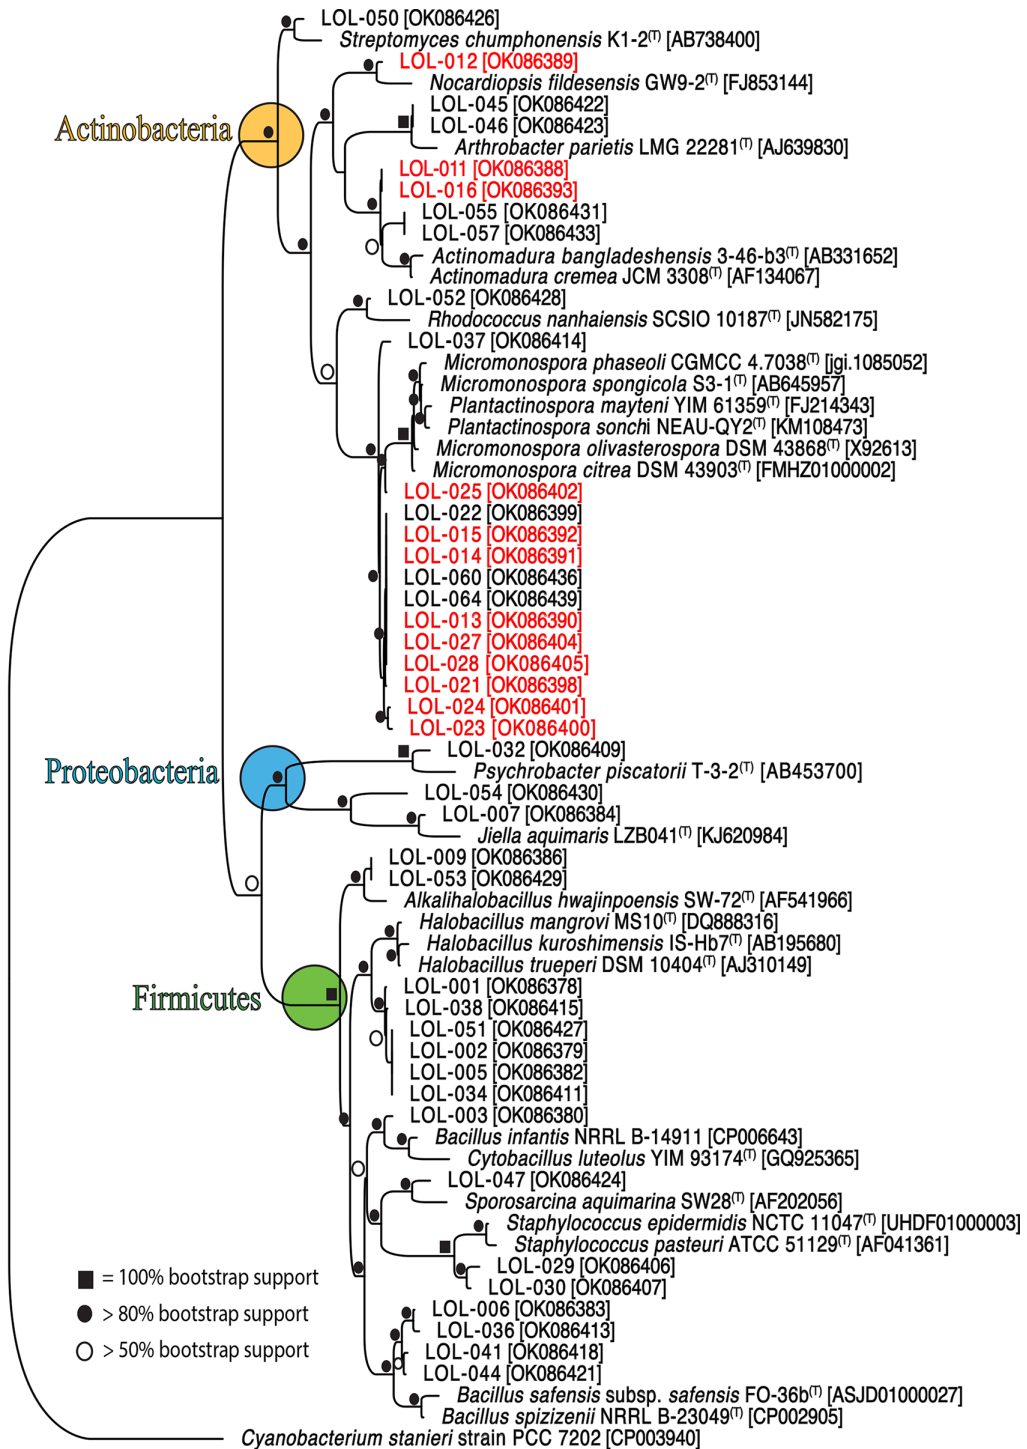 LOL-050 [OK086426]
Streptomyces chumphonensis K1-2(T) [AB738400]
LOL-012 [OK086389]
Nocardiopsis fildesensis GW9-2(T) [FJ853144]
LOL-045 [OK086422]
Actinobacteria
LOL-046 [OK086423]
Arthrobacter parietis LMG 22281(T) [AJ639830]
LOL-011 [OK086388]
LOL-016 [OK086393]
LOL-055 [OK086431]
LOL-057 [OK086433]
Actinomadura bangladeshensis 3-46-b3(T) [AB331652]
Actinomadura cremea JCM 3308(T) [AF134067]
LOL-052 [OK086428]
Rhodococcus nanhaiensis SCSIO 10187(T) [JN582175]
LOL-037 [OK086414]
Micromonospora phaseoli CGMCC 4.7038(T) [jgi.1085052]
Micromonospora spongicola S3-1(T) [AB645957]
Plantactinospora mayteni YIM 61359(T) [FJ214343]
Plantactinospora sonchi NEAU-QY2(T) [KM108473]
Micromonospora olivasterospora DSM 43868(T) [X92613]
Micromonospora citrea DSM 43903(T) [FMHZ01000002]
LOL-025 [OK086402]
LOL-022 [OK086399]
LOL-015 [OK086392]
LOL-014 [OK086391]
LOL-060 [OK086436]
LOL-064 [OK086439]
LOL-013 [OK086390]
LOL-027 [OK086404]
LOL-028 [OK086405]
LOL-021 [OK086398]
LOL-024 [OK086401]
LOL-023 [OK086400]
LOL-032 [OK086409]
Proteobacteria
Psychrobacter piscatorii T-3-2(T) [AB453700]
LOL-054 [OK086430]
LOL-007 [OK086384]
Jiella aquimaris LZB041(T) [KJ620984]
LOL-009 [OK086386]
LOL-053 [OK086429]
Alkalihalobacillus hwajinpoensis SW-72(T) [AF541966]
Halobacillus mangrovi MS10(T) [DQ888316]
Halobacillus kuroshimensis IS-Hb7(T) [AB195680]
Halobacillus trueperi DSM 10404(T) [AJ310149]
LOL-001 [OK086378]
Firmicutes
LOL-038 [OK086415]
LOL-051 [OK086427]
LOL-002 [OK086379]
LOL-005 [OK086382]
LOL-034 [OK086411]
LOL-003 [OK086380]
Bacillus infantis NRRL B-14911 [CP006643]
Cytobacillus luteolus YIM 93174(T) [GQ925365]
LOL-047 [OK086424]
Sporosarcina aquimarina SW28(T) [AF202056]
Staphylococcus epidermidis NCTC 11047(T) [UHDF01000003]
Staphylococcus pasteuri ATCC 51129(T) [AF041361]
LOL-029 [OK086406]
LOL-030 [OK086407]
LOL-006 [OK086383]
LOL-036 [OK086413]
LOL-041 [OK086418]
LOL-044 [OK086421]
Bacillus safensis subsp. safensis FO-36b(T) [ASJD01000027]
Bacillus spizizenii NRRL B-23049(T) [CP002905]
Cyanobacterium stanieri strain PCC 7202 [CP003940]
= 100% bootstrap support
> 80% bootstrap support
> 50% bootstrap support